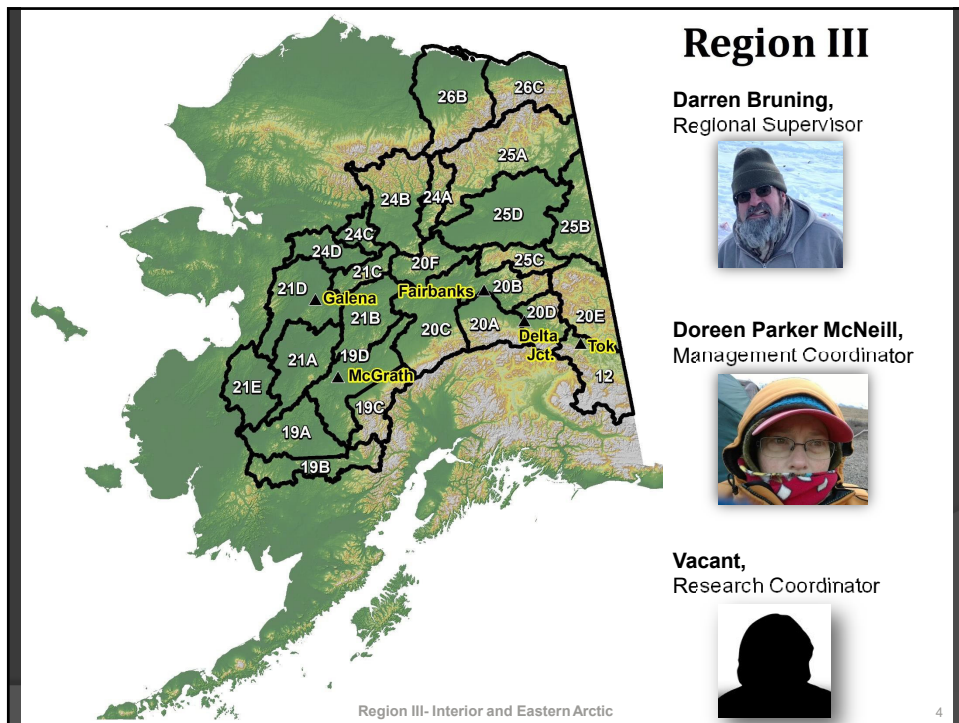 Region III
Darren Bruning,
Regional Supervisor
Doreen Parker McNeill,
Management Coordinator
Vacant,
Research Coordinator
26B
26C
25A
24B
24A
25D
25B
24C
24D
21C
20F
25C
21D
Galena
Fairbanks
20B
21B
20C
20A
20D
20E
Delta
Jct.
Tok
21A
19D
McGrath
12
21E
19C
19A
19B
Region III- Interior and Eastern Arctic
4